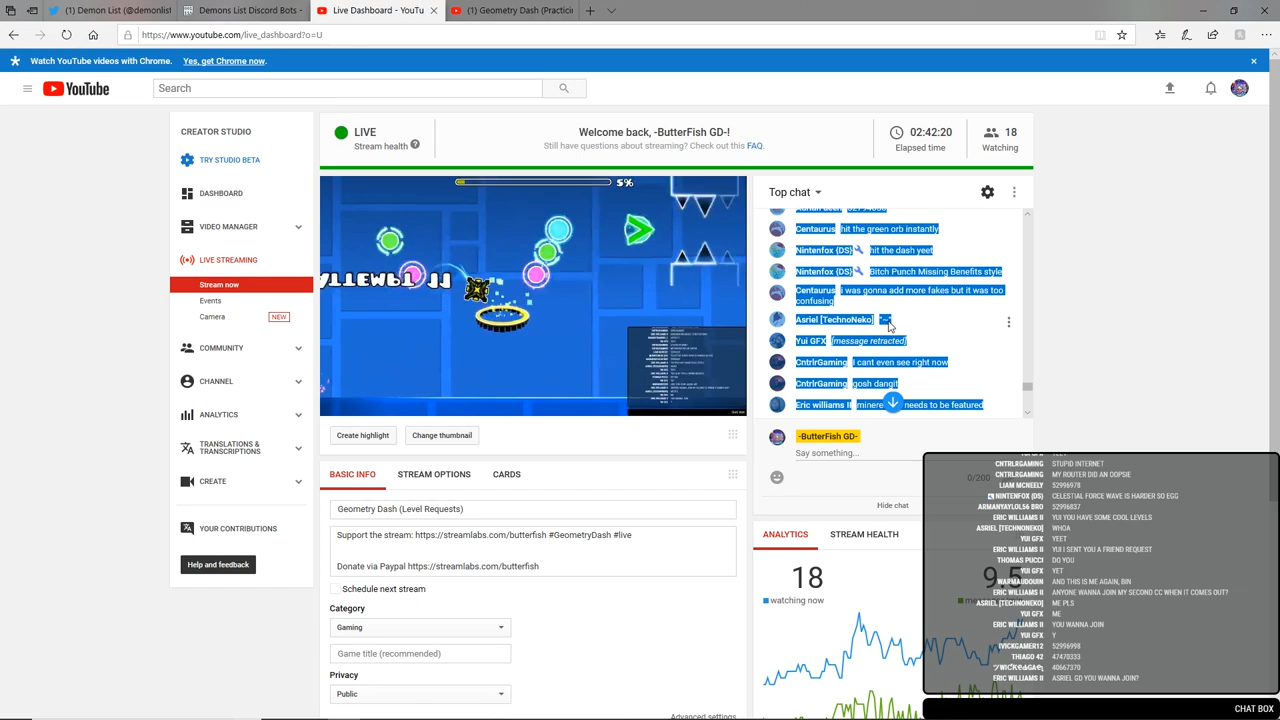 (1) Demon List (@demonlist
Demons List Discord Bots -
Live Dashboard - YouTu
(1) Geometry Dash (Practicin
https://www.youtube.com/live_dashboard?o=U
Watch YouTube videos with Chrome. Yes, get Chrome now.
YouTube
Search
CREATOR STUDIO
TRY STUDIO BETA
DASHBOARD
VIDEO MANAGER
LIVE STREAMING
Stream now
Events
Camera NEW
COMMUNITY
CHANNEL
ANALYTICS
TRANSLATIONS &
TRANSCRIPTIONS
CREATE
YOUR CONTRIBUTIONS
Help and feedback
LIVE
Stream health
Welcome back, -ButterFish GD-!
Still have questions about streaming? Check out this FAQ.
02:42:20
Elapsed time
18
Watching
5%
Create highlight
Change thumbnail
BASIC INFO
STREAM OPTIONS
CARDS
Geometry Dash (Level Requests)
Support the stream: https://streamlabs.com/butterfish #GeometryDash #live
Donate via Paypal https://streamlabs.com/butterfish
Schedule next stream
Category
Gaming
Game title (recommended)
Privacy
Public
Advanced settings
Top chat
Centaurus hit the green orb instantly
Nintenfox {DS} hit the dash yeet
Nintenfox {DS} Bitch Punch Missing Benefits style
Centaurus i was gonna add more fakes but it was too
confusing
Asriel [TechnoNeko]
Yui GFX [message retracted]
CntrlrGaming I cant even see right now
CntrlrGaming gosh dangit
Eric williams II needs to be featured
-ButterFish GD-
Say something...
0/200
Hide chat
ANALYTICS
STREAM HEALTH
18
watching now
9.5
CNTRLRGAMING STUPID INTERNET
CNTRLRGAMING MY ROUTER DID AN OOPSIE
LIAM MCNEELY 52996978
NINTENFOX {DS} CELESTIAL FORCE WAVE IS HARDER SO EGG
ARMANYAYLOL56 BRO 52996837
ERIC WILLIAMS II YUI YOU HAVE SOME COOL LEVELS
ASRIEL [TECHNONEKO] WHOA
YUI GFX YEET
ERIC WILLIAMS II YUI I SENT YOU A FRIEND REQUEST
THOMAS PUCCI DO YOU
YUI GFX YET
WARMAUDOUIN AND THIS IS ME AGAIN, BIN
ERIC WILLIAMS II ANYONE WANNA JOIN MY SECOND CC WHEN IT COMES OUT?
ASRIEL [TECHNONEKO] ME PLS
YUI GFX ME
ERIC WILLIAMS II YOU WANNA JOIN
YUI GFX Y
IVICKGAMER12 52996998
THIAGO 42 47470333
40667370
ERIC WILLIAMS II ASRIEL GD YOU WANNA JOIN?
CHAT BOX